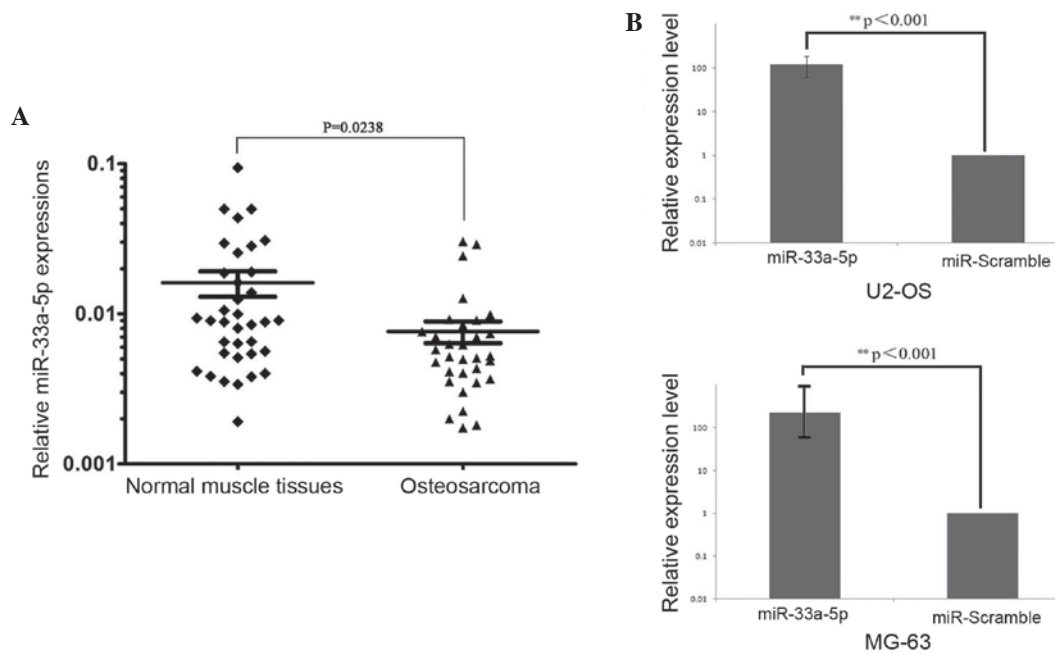 A
P=0.0238
Relative miR-33a-5p expressions
0.1
0.01
0.001
Normal muscle tissues
Osteosarcoma
B
** p<0.001
Relative expression level
100
10
1
0.1
0.01
miR-33a-5p
miR-Scramble
U2-OS
** p<0.001
Relative expression level
100
10
1
0.1
0.01
miR-33a-5p
miR-Scramble
MG-63